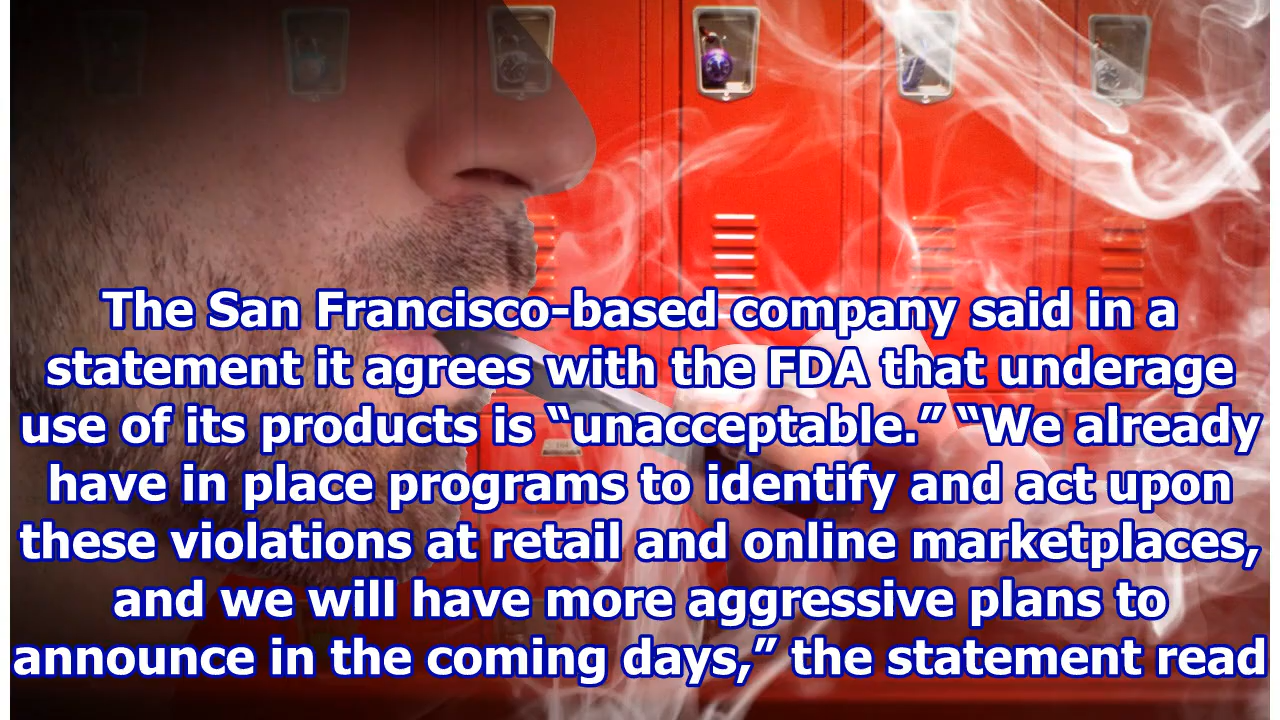 The San Francisco-based company said in a
statement it agrees with the FDA that underage
use of its products is “unacceptable.” “We already
have in place programs to identify and act upon
these violations at retail and online marketplaces,
and we will have more aggressive plans to
announce in the coming days,” the statement read